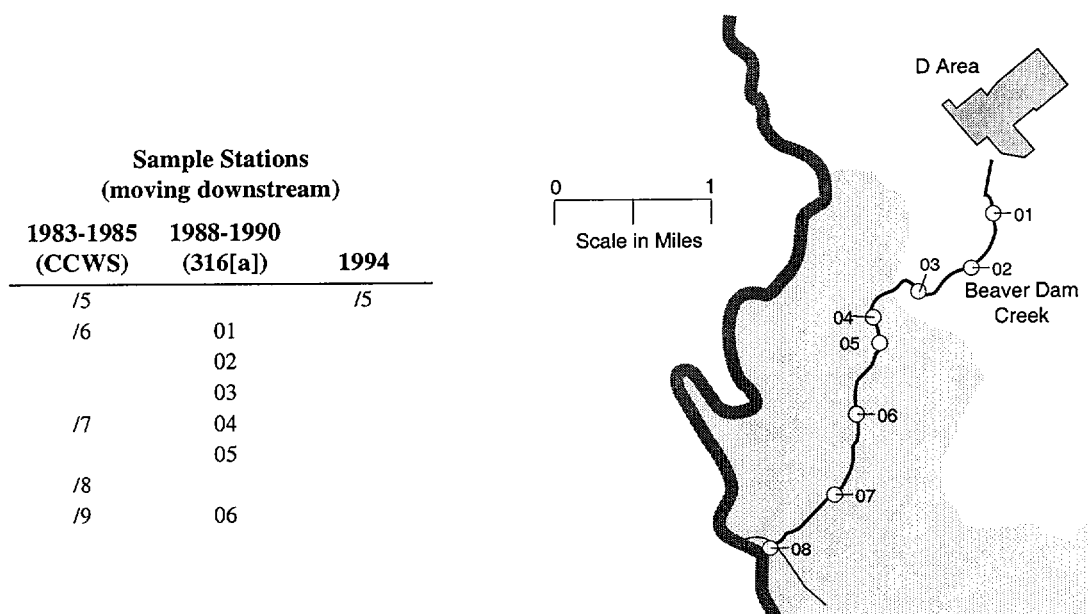 Sample Stations
(moving downstream)
1983-1985 1988-1990
(CCWS) (316[a]) 1994
/5 /5
/6 01
02
03
/7 04
05
/8
/9 06
0 1
Scale in Miles
D Area
01
02
03
Beaver Dam
Creek
04
05
06
07
08